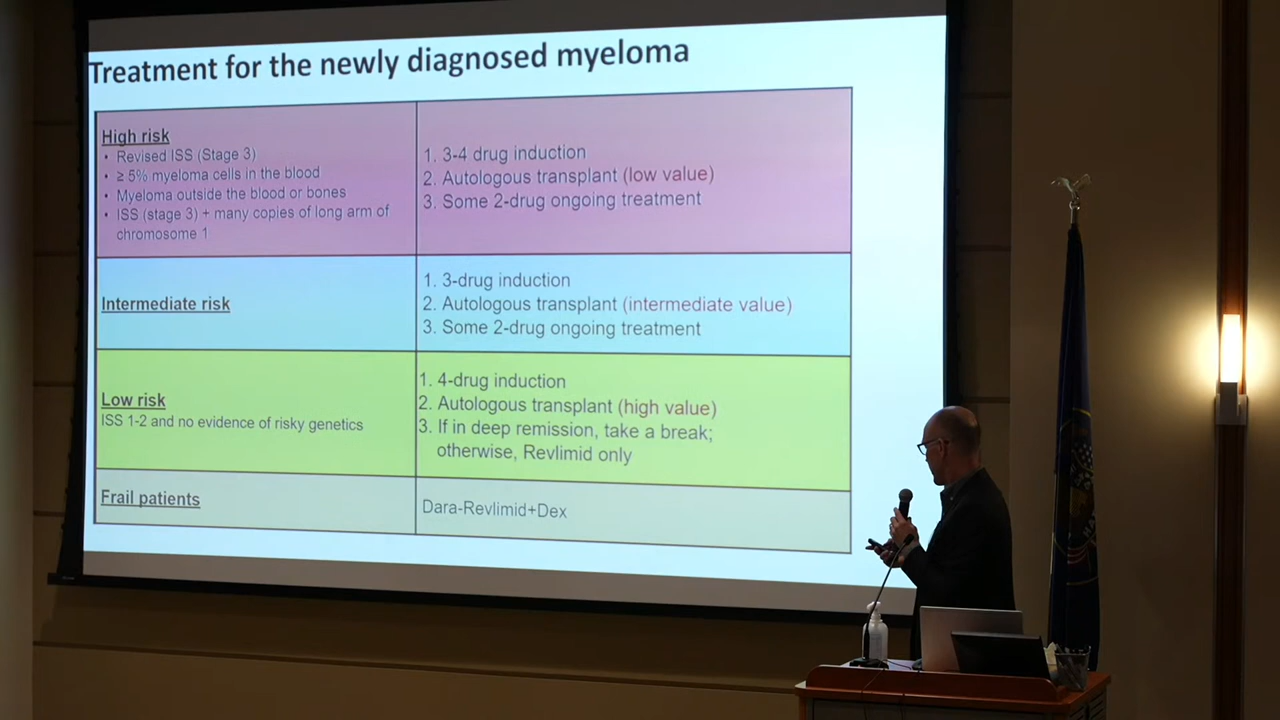 Treatment for the newly diagnosed myeloma
High risk
• Revised ISS (Stage 3)
• ≥ 5% myeloma cells in the blood
• Myeloma outside the blood or bones
• ISS (stage 3) + many copies of long arm of
chromosome 1
1. 3-4 drug induction
2. Autologous transplant (low value)
3. Some 2-drug ongoing treatment
Intermediate risk
1. 3-drug induction
2. Autologous transplant (intermediate value)
3. Some 2-drug ongoing treatment
Low risk
ISS 1-2 and no evidence of risky genetics
1. 4-drug induction
2. Autologous transplant (high value)
3. If in deep remission, take a break;
otherwise, Revlimid only
Frail patients
Dara-Revlimid+Dex